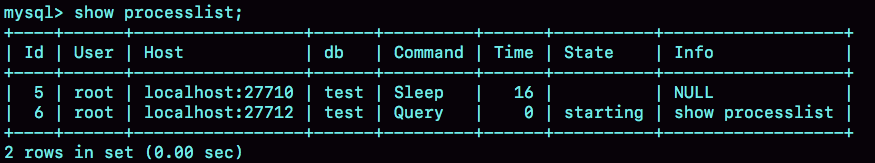 mysql> show processlist;
+----+------+-----------------+------+---------+------+----------+------------------+
| Id | User | Host            | db   | Command | Time | State    | Info             |
+----+------+-----------------+------+---------+------+----------+------------------+
|  5 | root | localhost:27710 | test | Sleep   |   16 |          | NULL             |
|  6 | root | localhost:27712 | test | Query   |    0 | starting | show processlist |
+----+------+-----------------+------+---------+------+----------+------------------+
2 rows in set (0.00 sec)